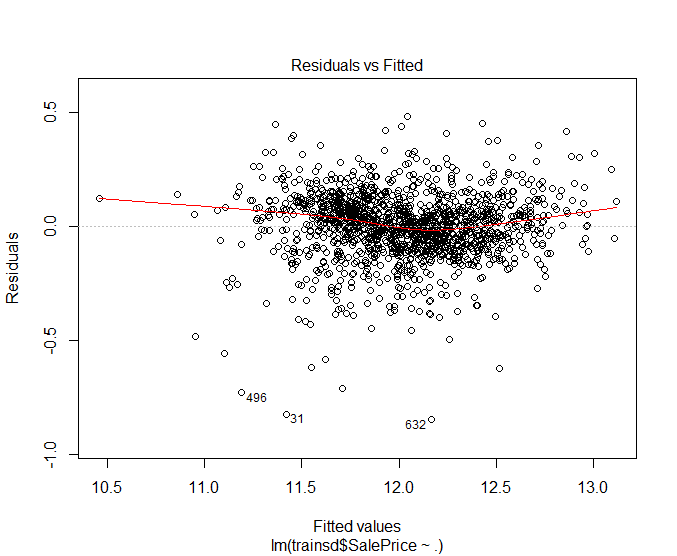 Residuals vs Fitted
Residuals
0.5
0.0
-0.5
-1.0
496
31
632
10.5 11.0 11.5 12.0 12.5 13.0
Fitted values
lm(trainsd$SalePrice ~ .)